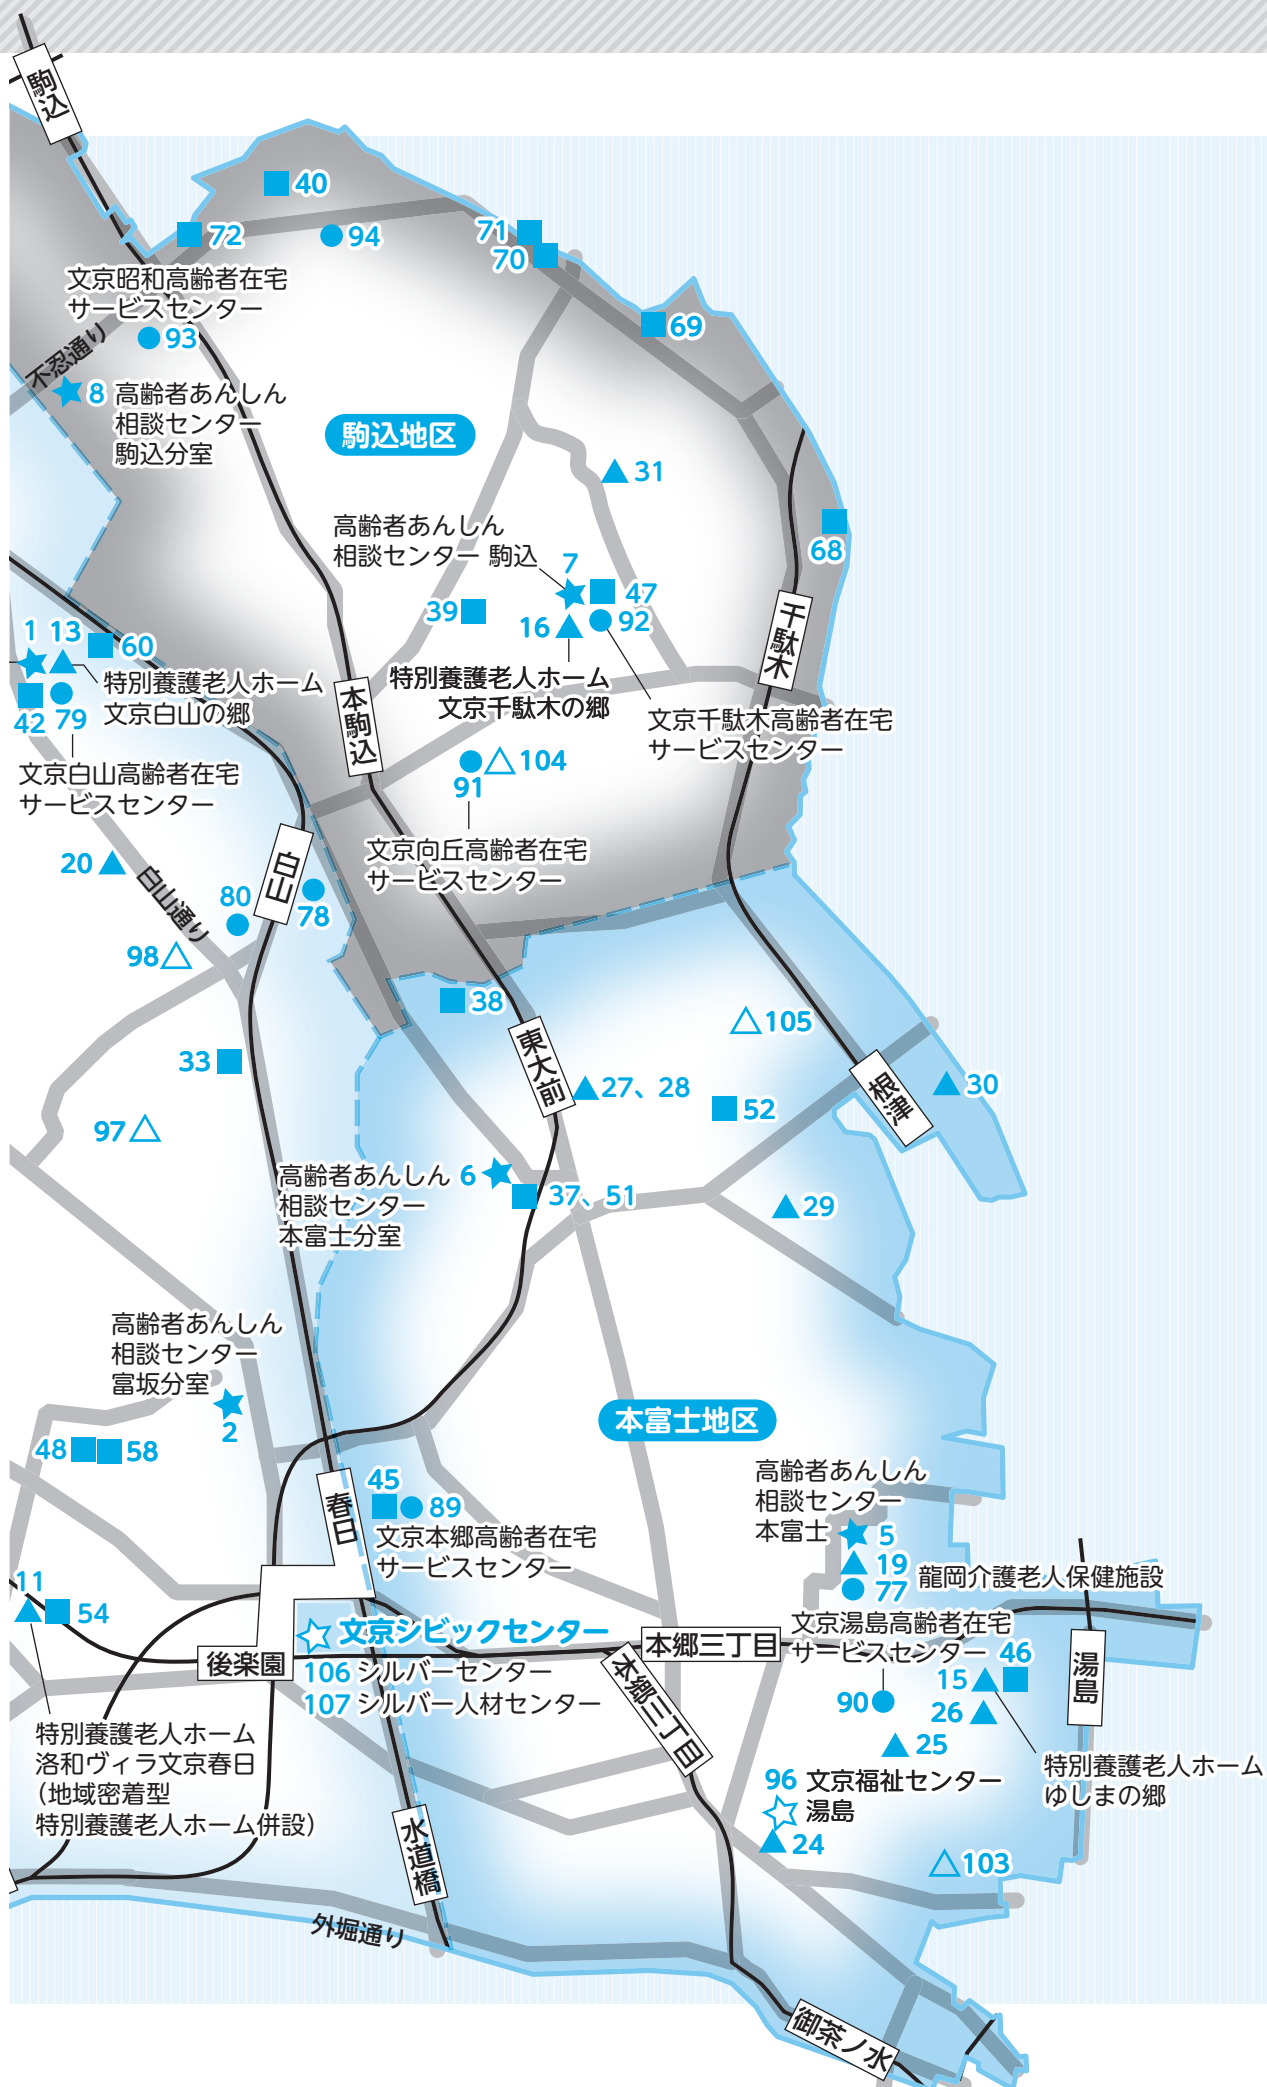 駒込
40
72
94
71
70
文京昭和高齢者在宅
サービスセンター
93
69
不忍通り
8 高齢者あんしん
相談センター
駒込分室
駒込地区
31
高齢者あんしん
相談センター 駒込
7
47
68
39
16
92
千駄木
1 13
60
特別養護老人ホーム
文京白山の郷
42 79
文京白山高齢者在宅
サービスセンター
特別養護老人ホーム
文京千駄木の郷
本駒込
文京千駄木高齢者在宅
サービスセンター
104
91
文京向丘高齢者在宅
サービスセンター
20
白山通り
白山
80
78
98
38
105
33
東大前
27、28
52
根津
30
97
高齢者あんしん
相談センター
本富士分室
6
37、51
29
高齢者あんしん
相談センター
富坂分室
2
本富士地区
48
58
春日
45
89
文京本郷高齢者在宅
サービスセンター
高齢者あんしん
相談センター
本富士
5
19
77
龍岡介護老人保健施設
11
54
文京シビックセンター
106 シルバーセンター
107 シルバー人材センター
後楽園
本郷三丁目
本郷三丁目
文京湯島高齢者在宅
サービスセンター
46
15
90
26
25
湯島
特別養護老人ホーム
ゆしまの郷
特別養護老人ホーム
洛和ヴィラ文京春日
(地域密着型
特別養護老人ホーム併設)
96 文京福祉センター
湯島
24
103
水道橋
外堀通り
御茶ノ水